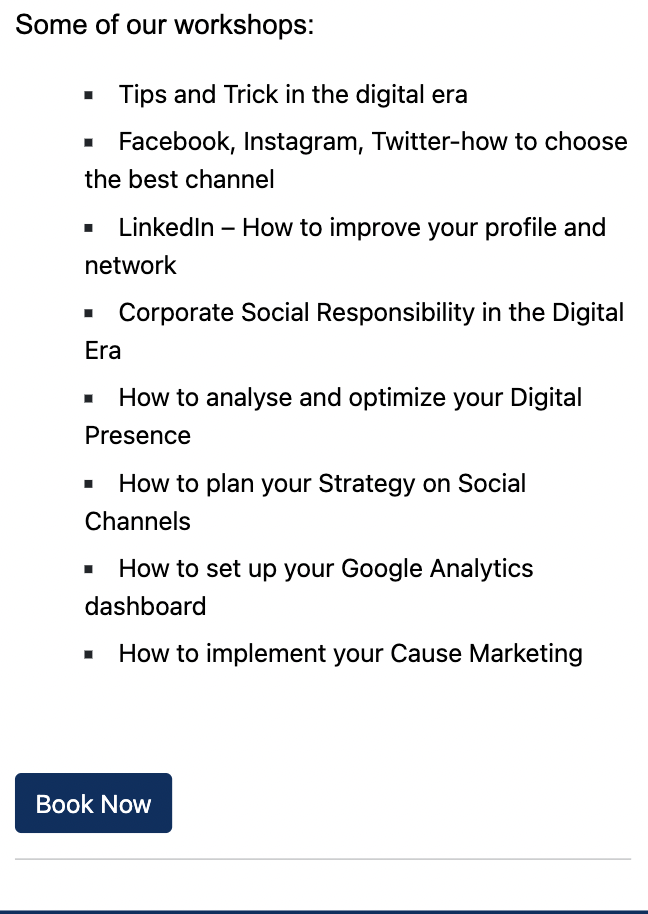 Some of our workshops:
▪ Tips and Trick in the digital era
▪ Facebook, Instagram, Twitter-how to choose
the best channel
▪ LinkedIn – How to improve your profile and
network
▪ Corporate Social Responsibility in the Digital
Era
▪ How to analyse and optimize your Digital
Presence
▪ How to plan your Strategy on Social
Channels
▪ How to set up your Google Analytics
dashboard
▪ How to implement your Cause Marketing
Book Now